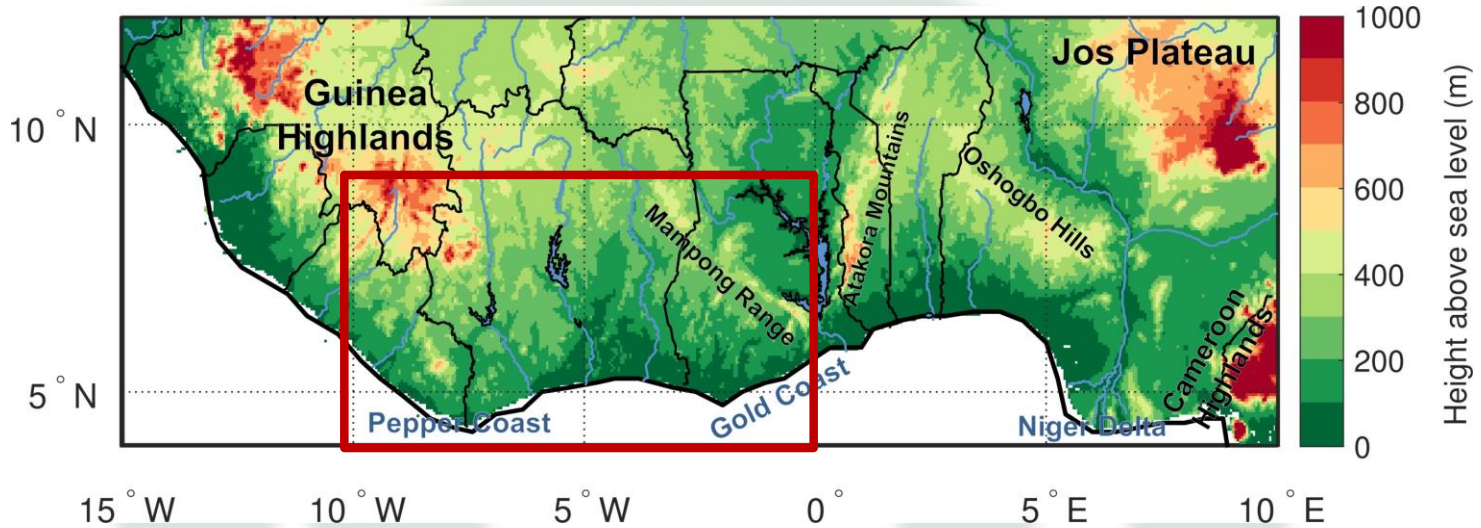 1000
Jos Plateau
Guinea
Highlands
800
10 °N
Atakora Mountains
Oshogbo Hills
600
Mampong Range
400
Height above sea level (m)
Cameroon
Highlands
200
5 °N
Gold Coast
Pepper Coast
Niger Delta
0
15 °W
10 °W
5 °W
0 °
5 °E
10 °E